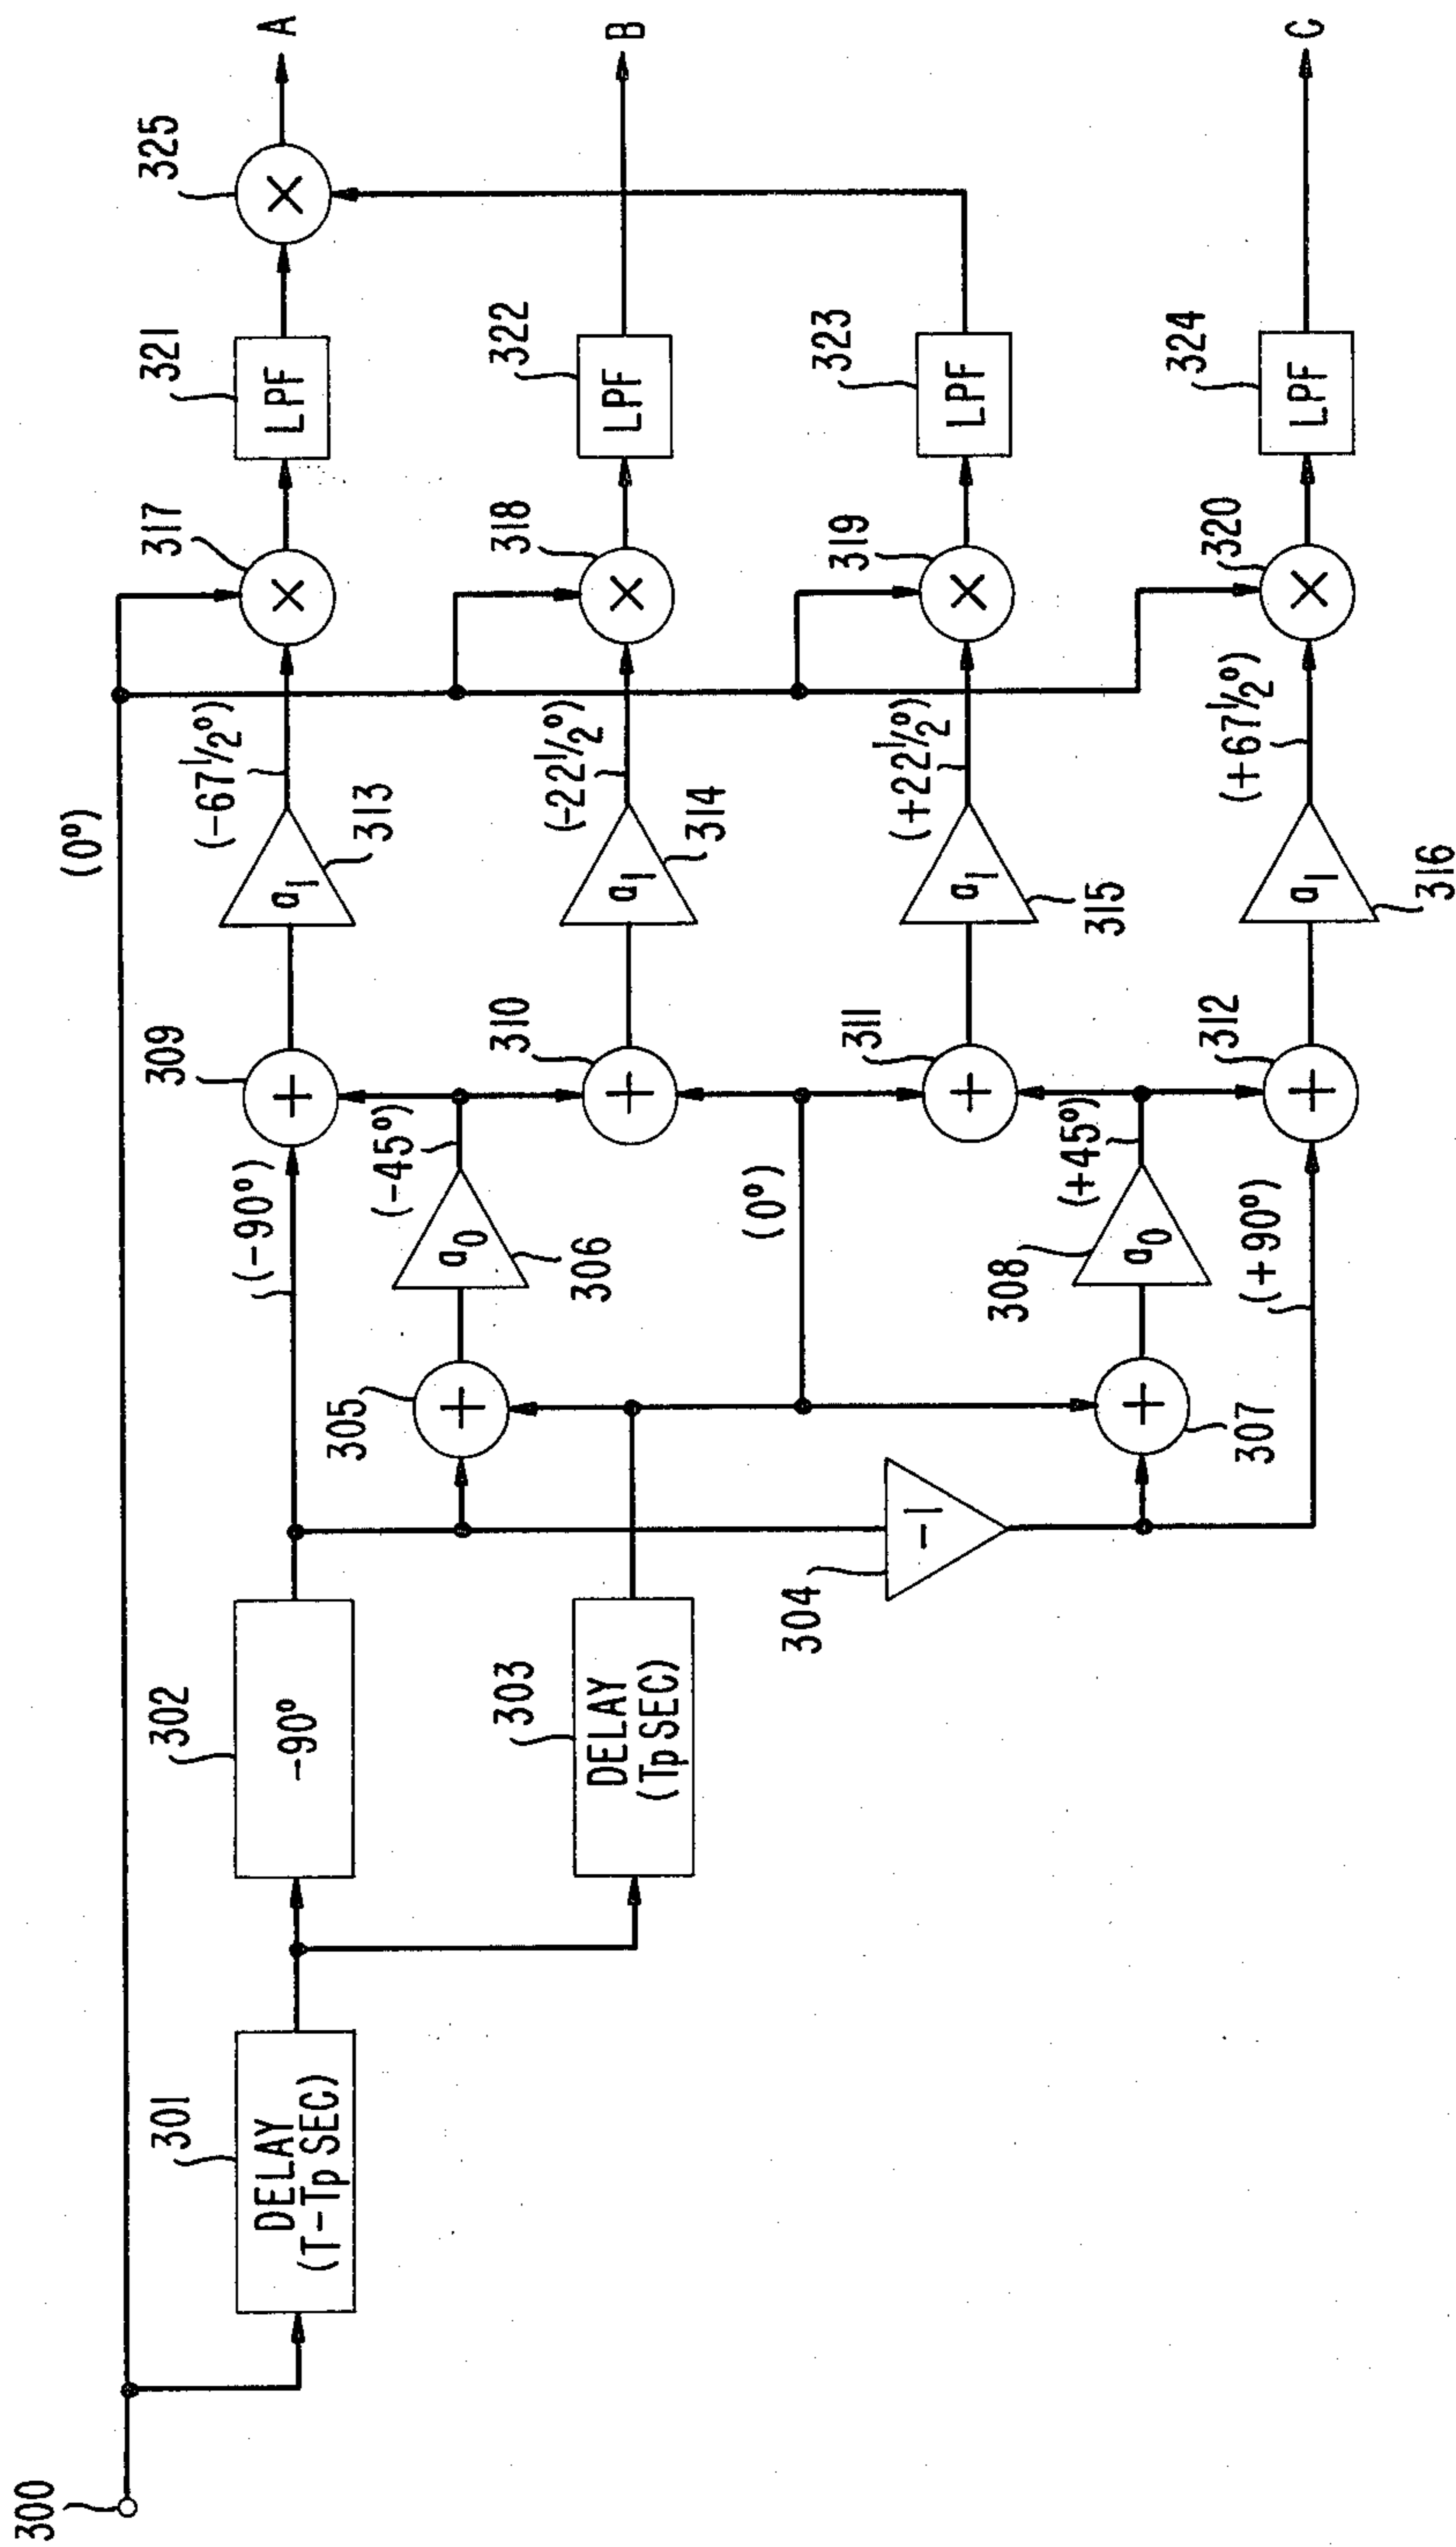 300
301
DELAY
(T-Tp SEC)
302
-90°
303
DELAY
(Tp SEC)
304
-1
305
+
306
a0
(-45°)
307
+
308
a0
(+45°)
(-90°)
(0°)
(+90°)
309
+
310
+
311
+
312
+
(0°)
313
a1
(-67½°)
314
a1
(-22½°)
315
a1
(+22½°)
316
a1
(+67½°)
317
×
318
×
319
×
320
×
321
LPF
322
LPF
323
LPF
324
LPF
325
×
A
B
C